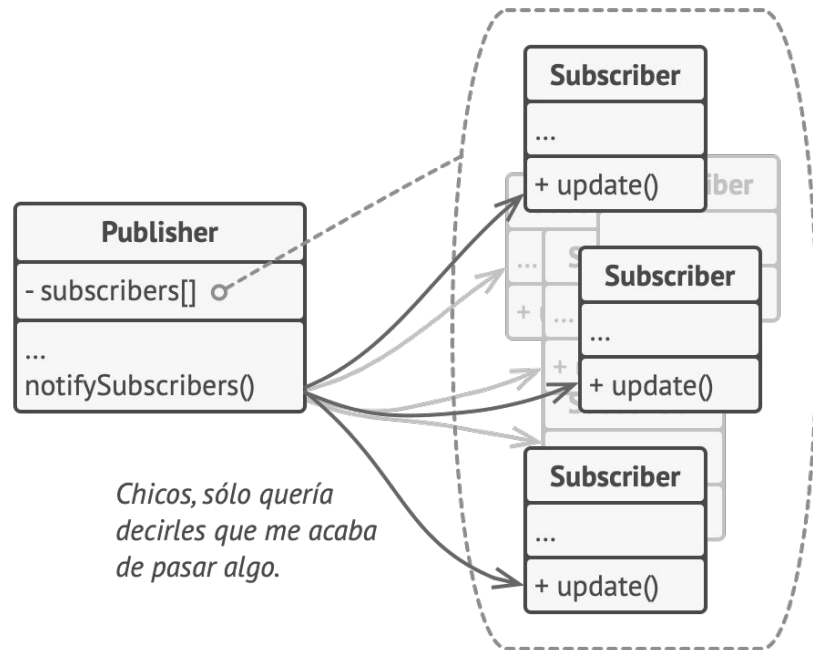 Publisher
- subscribers[]
...
notifySubscribers()
Chicos, sólo quería
decirles que me acaba
de pasar algo.
Subscriber
...
+ update()
iber
...
+ 
S
...
+ 
Subscriber
...
+ update()
S
Subscriber
...
+ update()